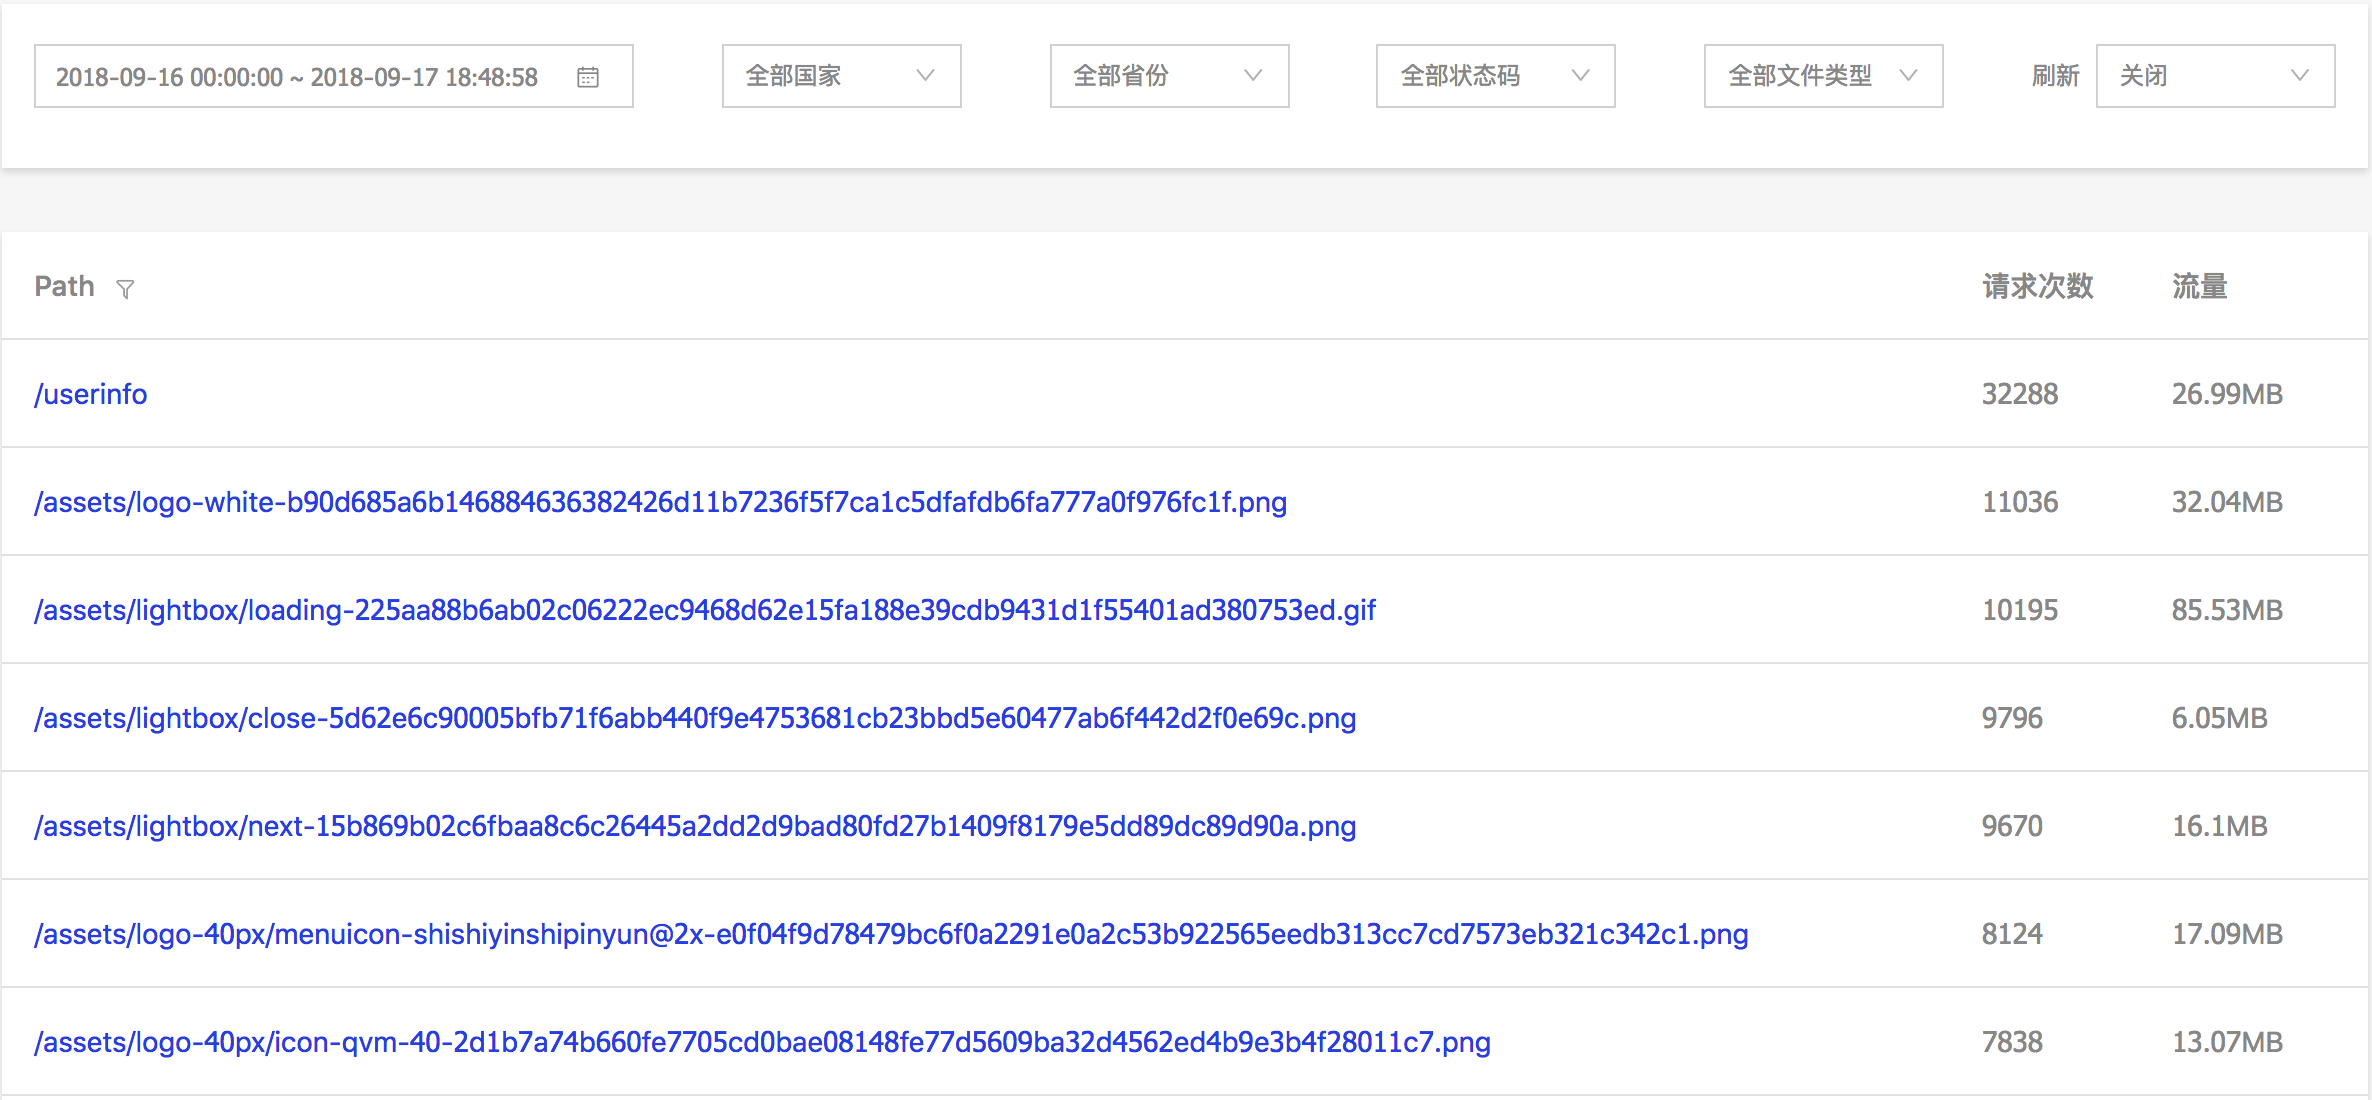 2018-09-16 00:00:00 ~ 2018-09-17 18:48:58 全部国家 全部省份 全部状态码 全部文件类型 刷新 关闭
Path 请求次数 流量
/userinfo 32288 26.99MB
/assets/logo-white-b90d685a6b146884636382426d11b7236f5f7ca1c5dfafdb6fa777a0f976fc1f.png 11036 32.04MB
/assets/lightbox/loading-225aa88b6ab02c06222ec9468d62e15fa188e39cdb9431d1f55401ad380753ed.gif 10195 85.53MB
/assets/lightbox/close-5d62e6c90005bfb71f6abb440f9e4753681cb23bbd5e60477ab6f442d2f0e69c.png 9796 6.05MB
/assets/lightbox/next-15b869b02c6fbaa8c6c26445a2dd2d9bad80fd27b1409f8179e5dd89dc89d90a.png 9670 16.1MB
/assets/logo-40px/menuicon-shishiyinshipinyun@2x-e0f04f9d78479bc6f0a2291e0a2c53b922565eedb313cc7cd7573eb321c342c1.png 8124 17.09MB
/assets/logo-40px/icon-qvm-40-2d1b7a74b660fe7705cd0bae08148fe77d5609ba32d4562ed4b9e3b4f28011c7.png 7838 13.07MB